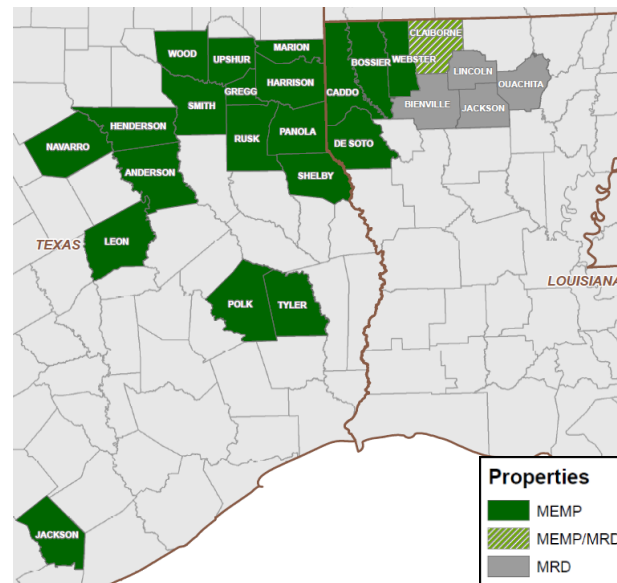 CLAIBORNE
WOOD
UPSHUR
MARION
BOSSIER
WEBSTER
LINCOLN
OUACHITA
GREGG
HARRISON
CADDO
SMITH
BIENVILLE
JACKSON
HENDERSON
RUSK
PANOLA
DE SOTO
NAVARRO
ANDERSON
SHELBY
TEXAS
LEON
LOUISIANA
POLK
TYLER
JACKSON
Properties
MEMP
MEMP/MRD
MRD